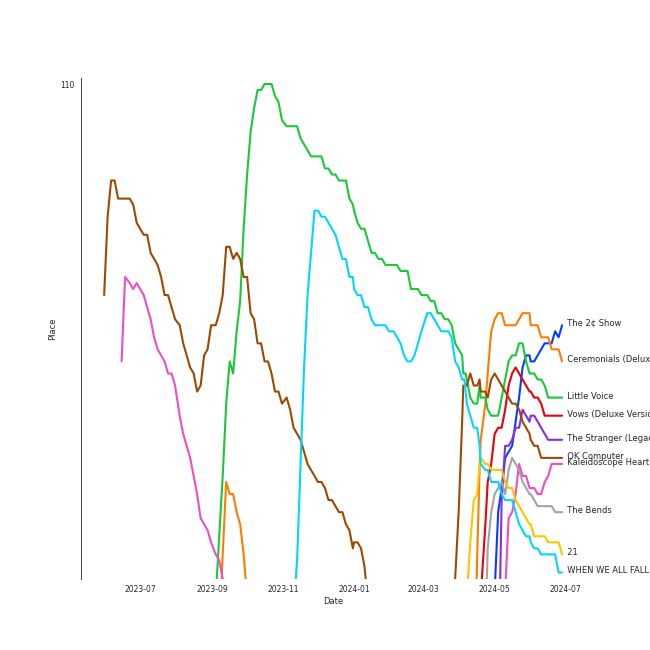 110
Place
The 2¢ Show
Ceremonials (Delux
Little Voice
Vows (Deluxe Versic
The Stranger (Legac
OK Computer
Kaleidoscope Heart
The Bends
21
WHEN WE ALL FALL
2023-07
2023-09
2023-11
2024-01
2024-03
2024-05
2024-07
Date